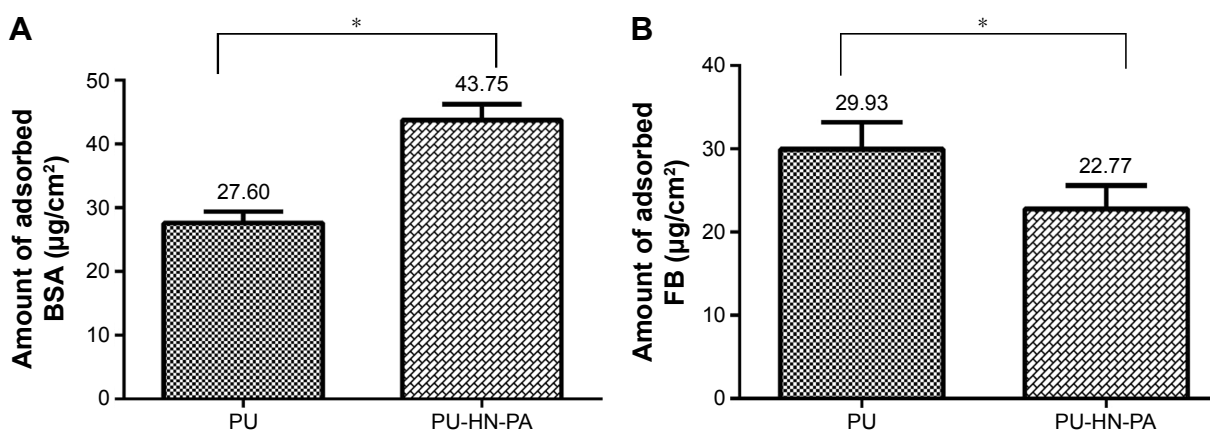 A
*
Amount of adsorbed
BSA (µg/cm²)
50
40
30
20
10
0
27.60
43.75
PU
PU-HN-PA
B
*
Amount of adsorbed
FB (µg/cm²)
40
30
20
10
0
29.93
22.77
PU
PU-HN-PA